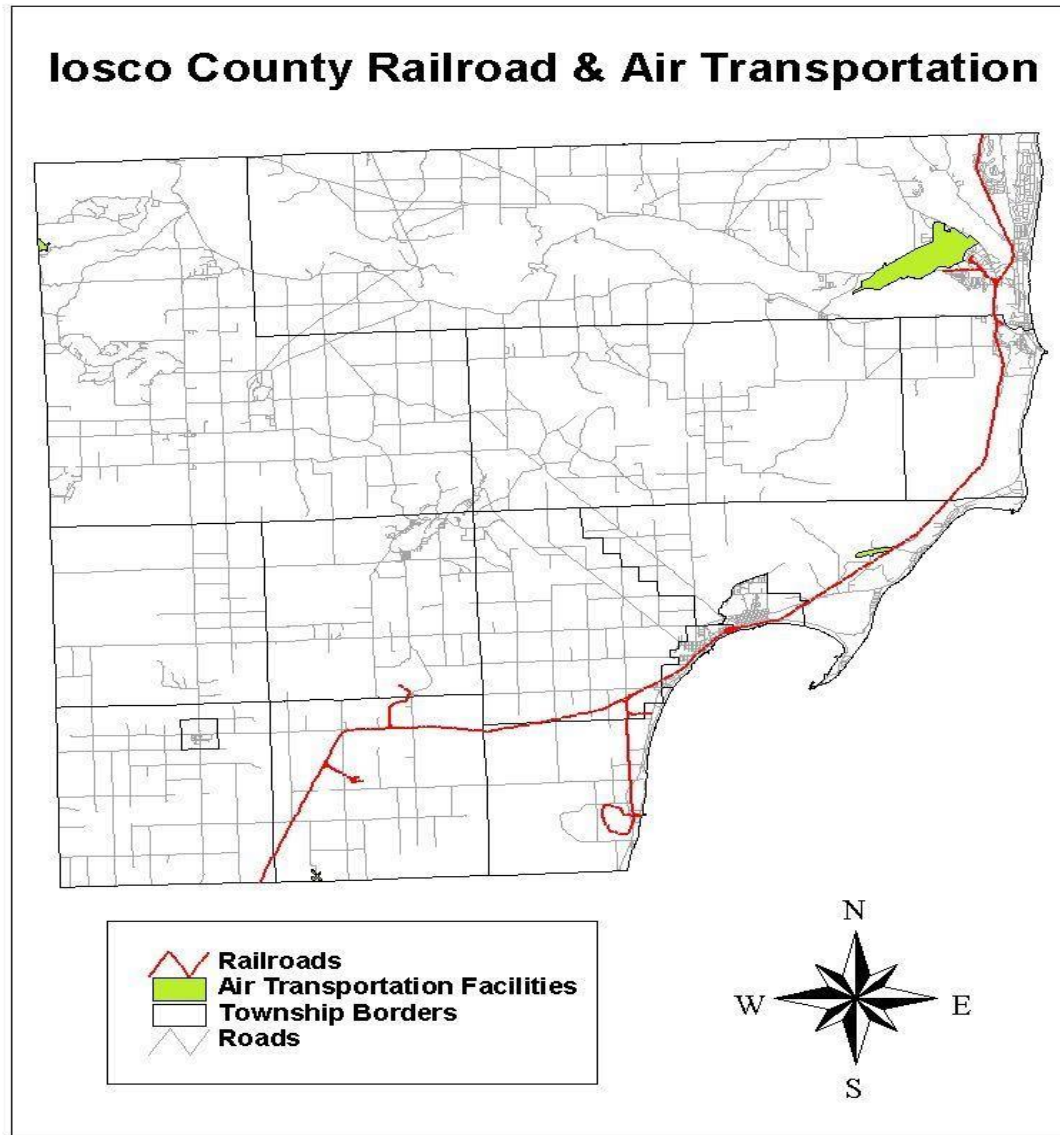 Iosco County Railroad & Air Transportation
Railroads
Air Transportation Facilities
Township Borders
Roads
N
W
E
S